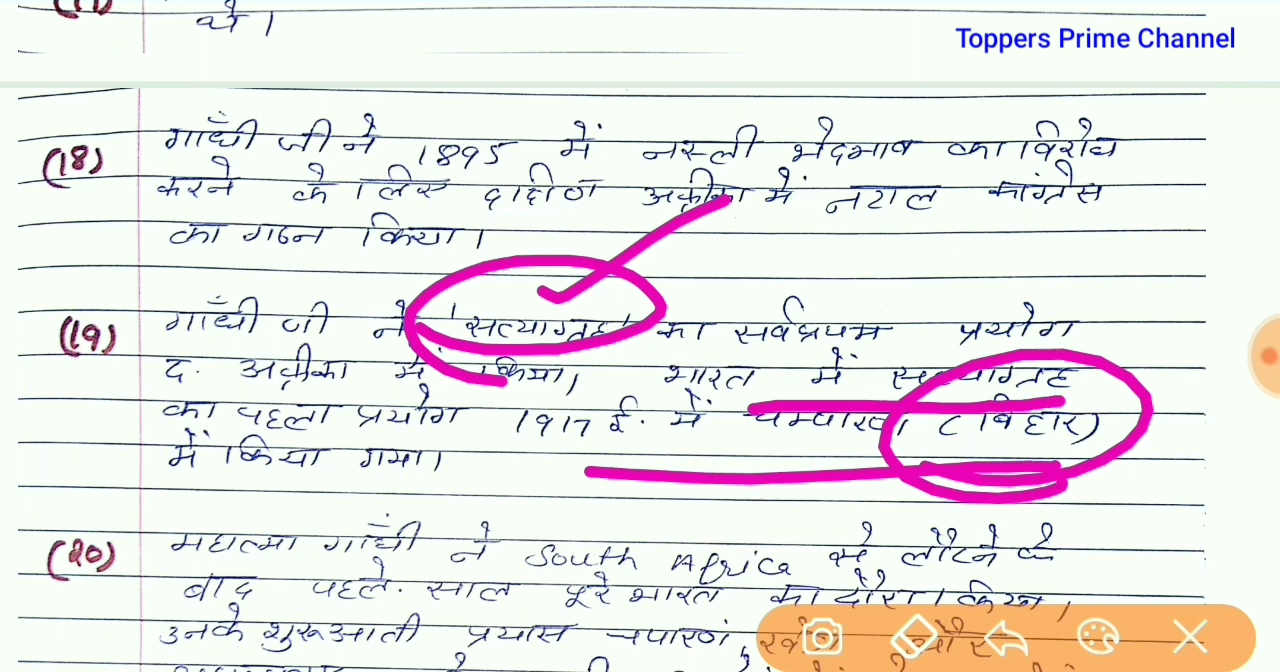 (17)
थे।
Toppers Prime Channel
(18) गाँधी जी ने 1895 में नस्ली भेदभाव का विरोध
करने के लिए दक्षिण अफ्रीका में नटाल कांग्रेस
का गठन किया।
(19) गाँधी जी ने 'सत्याग्रह' का सर्वप्रथम प्रयोग
द. अफ्रीका में किया, भारत में सत्याग्रह
का पहला प्रयोग 1917 ई. में चम्पारण (बिहार)
में किया गया।
(20) महात्मा गाँधी ने South Africa से लौटने के
बाद पहले. साल पूरे भारत का दौरा किया,
उनके शुरुआती प्रयास चंपारण,